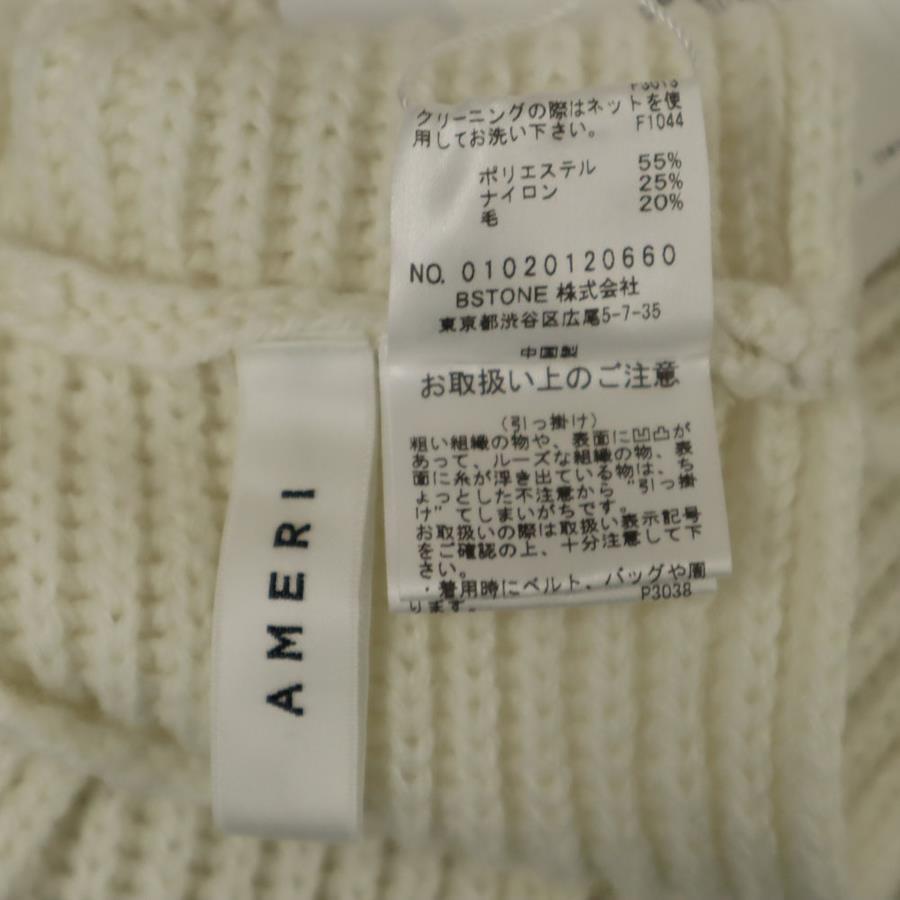 クリーニングの際はネットを使
用してお洗い下さい。 F1044
ポリエステル 55%
ナイロン 25%
毛 20%
NO. 01020120660
BSTONE 株式会社
東京都渋谷区広尾5-7-35
中国製
お取扱い上のご注意
(引っ掛け)
粗い組織の物や、表面に凹凸が
あって、ルーズな組織の物、表
面に糸が浮き出ている物は、ち
ょっとした不注意から“引っ掛
け”てしまいがちです。
お取扱いの際は取扱い表示記号
をご確認の上、十分注意して下
さい。
・着用時にベルト、バッグや周
P3038
ります。
AMERI